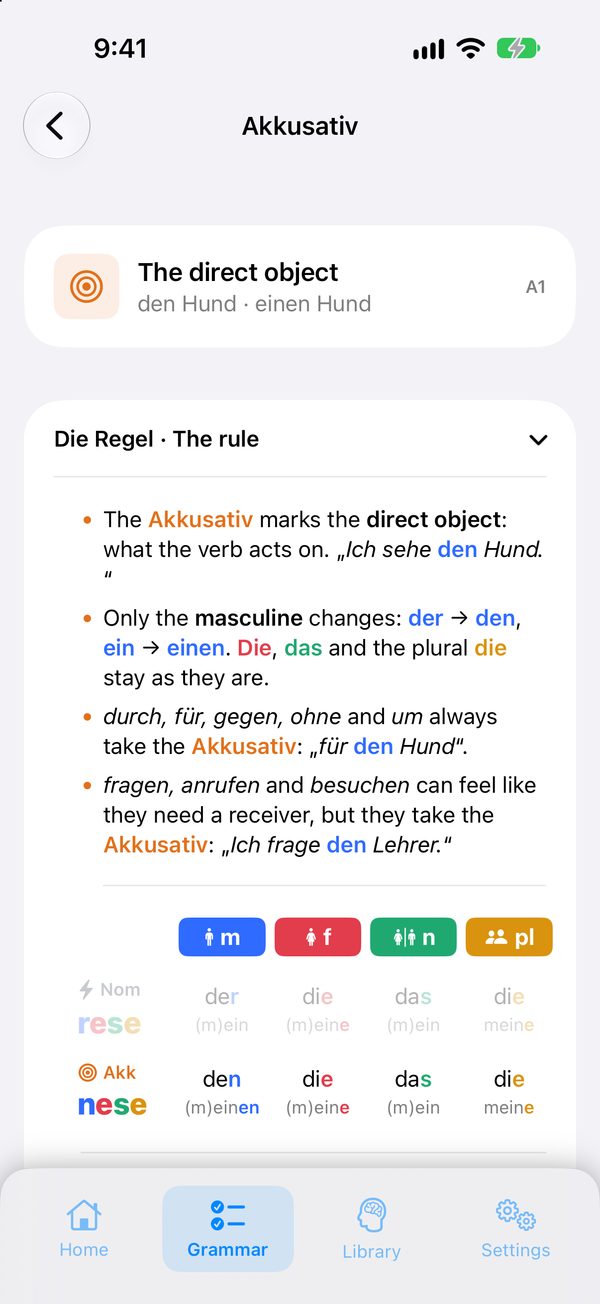 9:41
Akkusativ
The direct object
den Hund · einen Hund
A1
Die Regel · The rule
• The Akkusativ marks the direct object:
what the verb acts on. „Ich sehe den Hund.
“
• Only the masculine changes: der → den,
ein → einen. Die, das and the plural die
stay as they are.
• durch, für, gegen, ohne and um always
take the Akkusativ: „für den Hund“.
• fragen, anrufen and besuchen can feel like
they need a receiver, but they take the
Akkusativ: „Ich frage den Lehrer.“
m f n pl
Nom
der die das die
rese
(m)ein (m)eine (m)ein meine
Akk
den die das die
nese
(m)einen (m)eine (m)ein meine
Home Grammar Library Settings